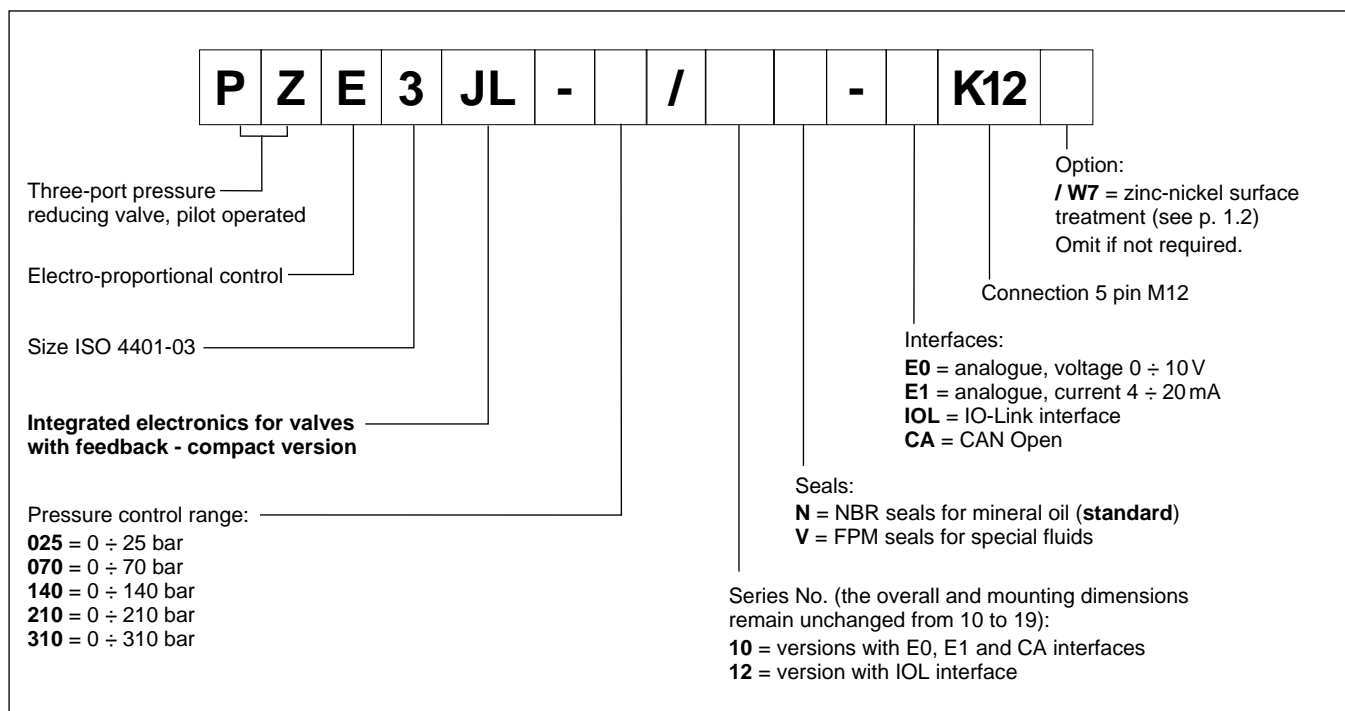 P Z E 3 JL - / - K12
Three-port pressure
reducing valve, pilot operated
Electro-proportional control
Size ISO 4401-03
Integrated electronics for valves
with feedback - compact version
Pressure control range:
025 = 0 ÷ 25 bar
070 = 0 ÷ 70 bar
140 = 0 ÷ 140 bar
210 = 0 ÷ 210 bar
310 = 0 ÷ 310 bar
Option:
/ W7 = zinc-nickel surface
treatment (see p. 1.2)
Omit if not required.
Connection 5 pin M12
Interfaces:
E0 = analogue, voltage 0 ÷ 10 V
E1 = analogue, current 4 ÷ 20 mA
IOL = IO-Link interface
CA = CAN Open
Seals:
N = NBR seals for mineral oil (standard)
V = FPM seals for special fluids
Series No. (the overall and mounting dimensions
remain unchanged from 10 to 19):
10 = versions with E0, E1 and CA interfaces
12 = version with IOL interface